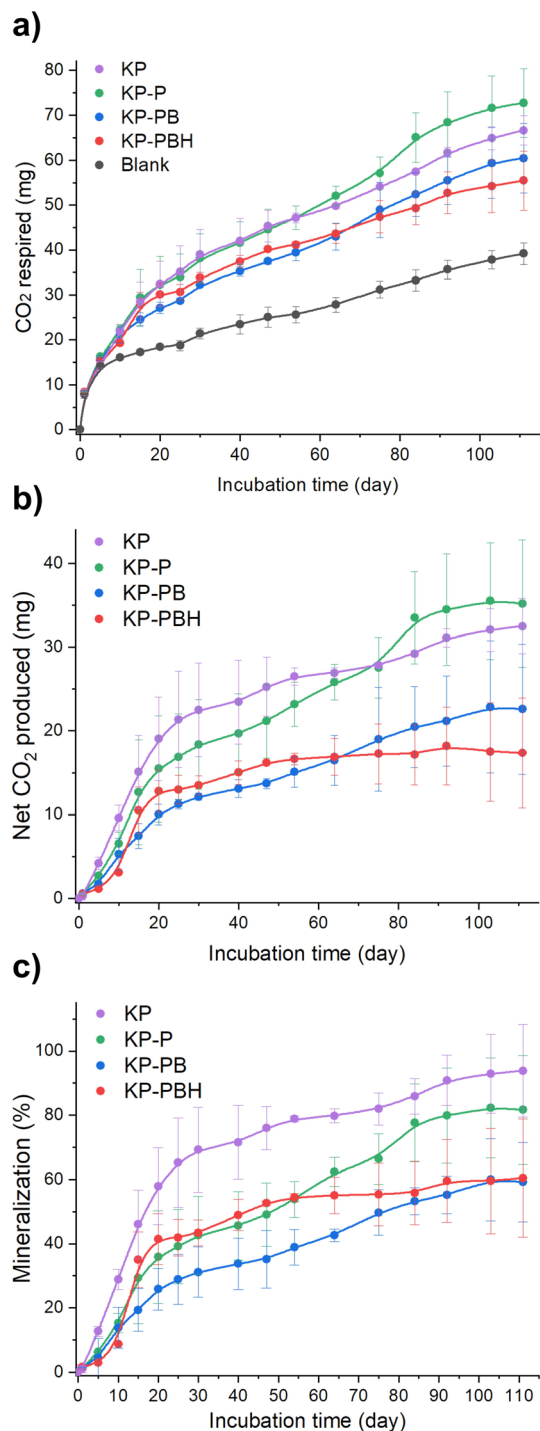 a)
80
70
60
50
40
30
20
10
0
CO₂ respired (mg)
KP
KP-P
KP-PB
KP-PBH
Blank
0 20 40 60 80 100
Incubation time (day)
b)
40
30
20
10
0
Net CO₂ produced (mg)
KP
KP-P
KP-PB
KP-PBH
0 20 40 60 80 100
Incubation time (day)
c)
100
80
60
40
20
0
Mineralization (%)
KP
KP-P
KP-PB
KP-PBH
0 10 20 30 40 50 60 70 80 90 100 110
Incubation time (day)